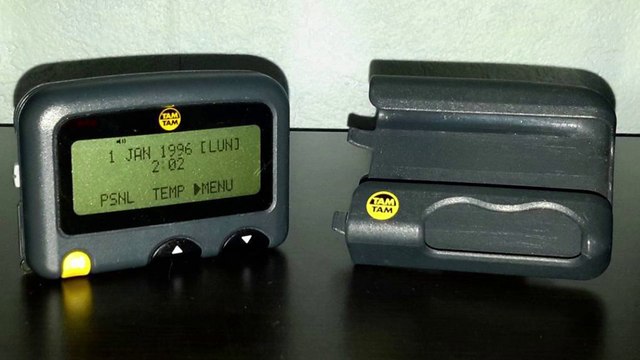 TAM
TAM
1 JAN 1996 [LUN]
2:02
PSNL TEMP ▶MENU
TAM
TAM